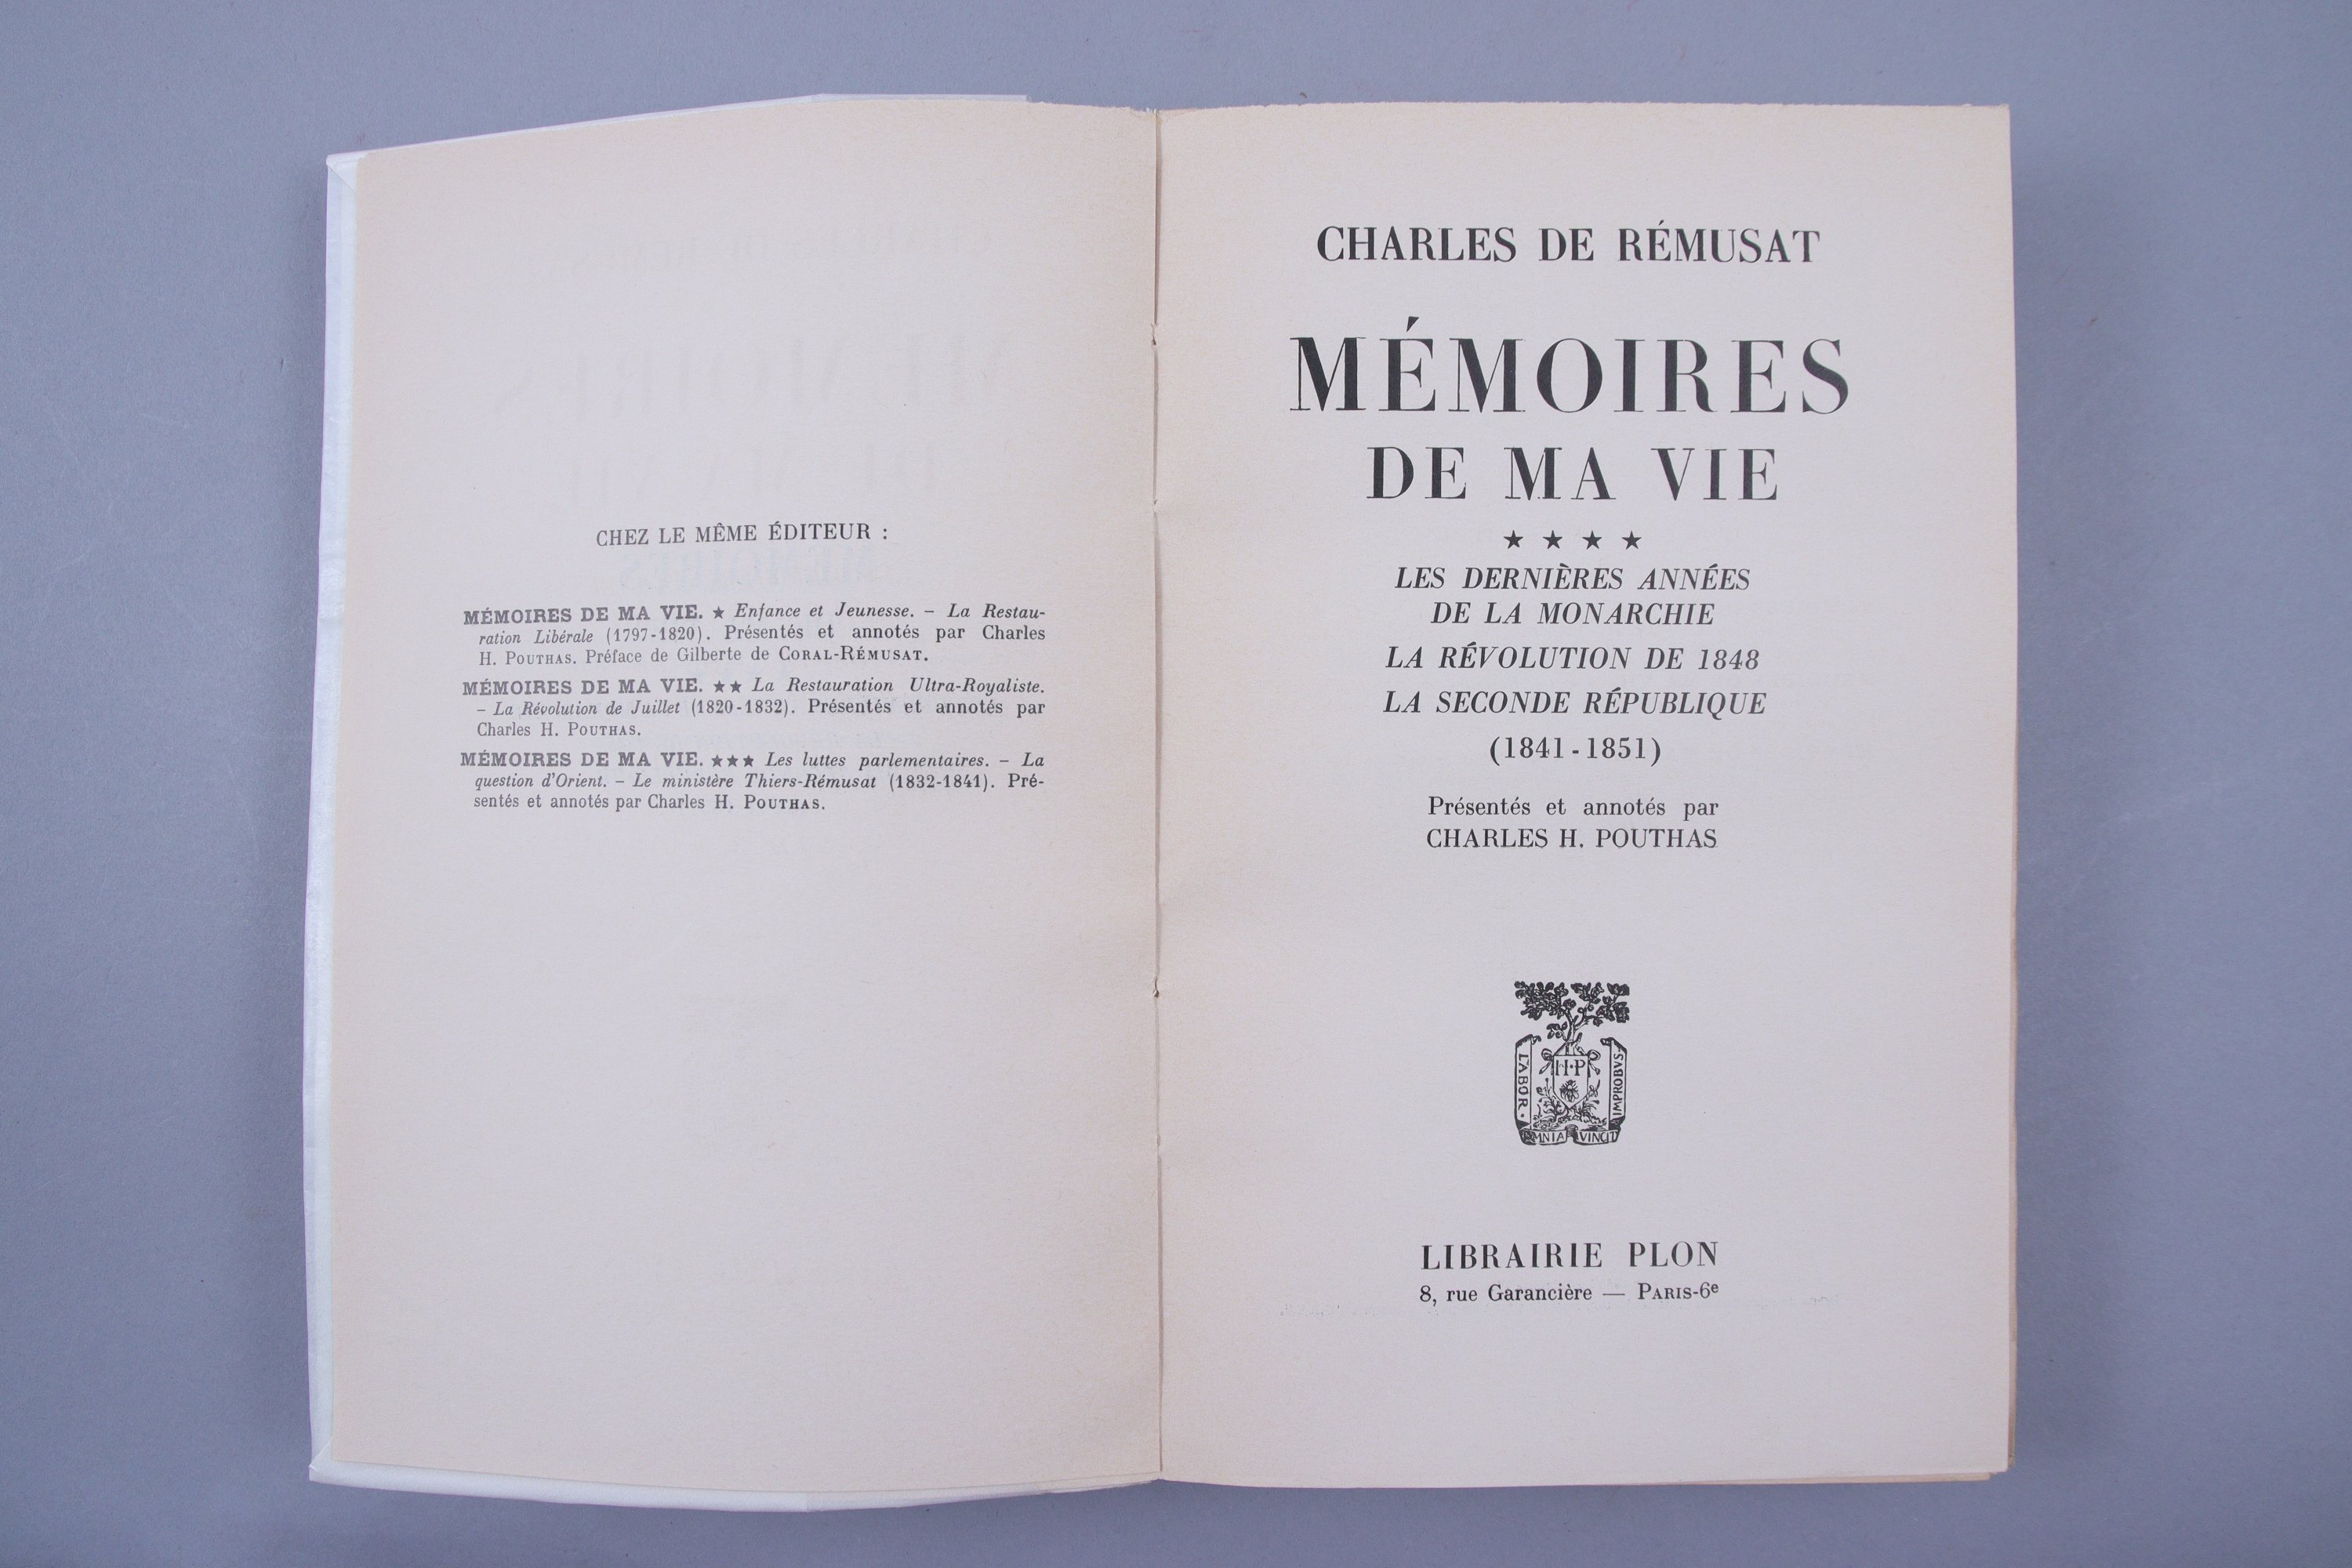 CHEZ LE MÊME ÉDITEUR :
MÉMOIRES DE MA VIE. ★ Enfance et Jeunesse. – La Restau-
ration Libérale (1797-1820). Présentés et annotés par Charles
H. POUTHAS. Préface de Gilberte de CORAL-RÉMUSAT.
MÉMOIRES DE MA VIE. ★★ La Restauration Ultra-Royaliste.
– La Révolution de Juillet (1820-1832). Présentés et annotés par
Charles H. POUTHAS.
MÉMOIRES DE MA VIE. ★★★ Les luttes parlementaires. – La
question d'Orient. – Le ministère Thiers-Rémusat (1832-1841). Pré-
sentés et annotés par Charles H. POUTHAS.
CHARLES DE RÉMUSAT
MÉMOIRES
DE MA VIE
★ ★ ★ ★
LES DERNIÈRES ANNÉES
DE LA MONARCHIE
LA RÉVOLUTION DE 1848
LA SECONDE RÉPUBLIQUE
(1841-1851)
Présentés et annotés par
CHARLES H. POUTHAS
H·P
LABOR·
IMPROBVS
OMNIA VINCIT
LIBRAIRIE PLON
8, rue Garancière — PARIS-6e